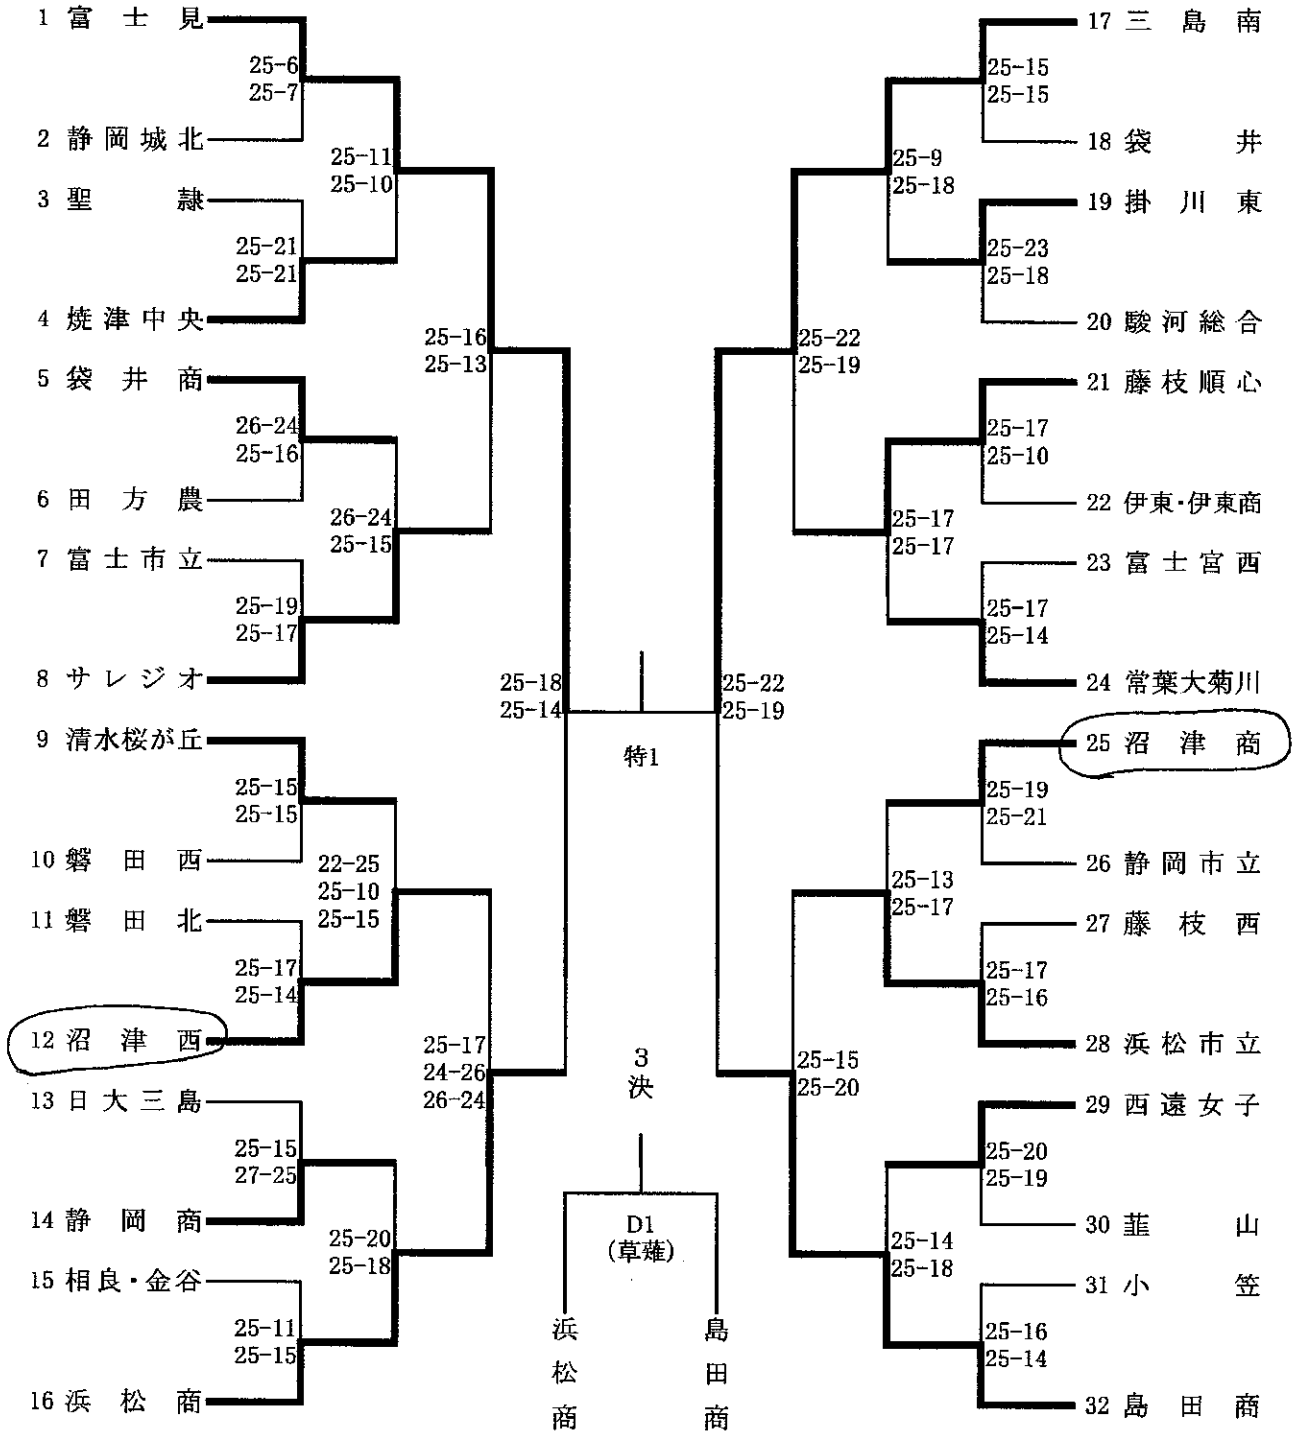 1 富士見
25-6
25-7
2 静岡城北
25-11
25-10
3 聖隷
25-21
25-21
4 焼津中央
25-16
25-13
5 袋井商
26-24
25-16
6 田方農
26-24
25-15
7 富士市立
25-19
25-17
8 サレジオ
25-18
25-14
9 清水桜が丘
25-15
25-15
10 磐田西
22-25
25-10
25-15
11 磐田北
25-17
25-14
12 沼津西
25-17
24-26
26-24
13 日大三島
25-15
27-25
14 静岡商
25-20
25-18
15 相良・金谷
25-11
25-15
16 浜松商
特1
3決
D1
(草薙)
浜松商
島田商
17 三島南
25-15
25-15
18 袋井
25-9
25-18
19 掛川東
25-23
25-18
20 駿河総合
25-22
25-19
21 藤枝順心
25-17
25-10
22 伊東・伊東商
25-17
25-17
23 富士宮西
25-17
25-14
24 常葉大菊川
25-22
25-19
25 沼津商
25-19
25-21
26 静岡市立
25-13
25-17
27 藤枝西
25-17
25-16
28 浜松市立
25-15
25-20
29 西遠女子
25-20
25-19
30 韮山
25-14
25-18
31 小笠
25-16
25-14
32 島田商